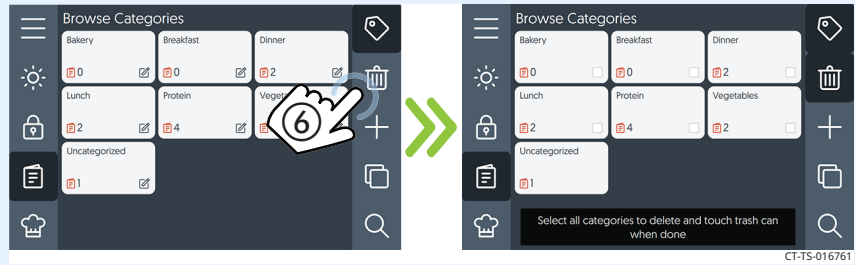 Browse Categories
Bakery
Breakfast
Dinner
0
0
2
Lunch
Protein
Vegeta
2
4
6
Uncategorized
1
Browse Categories
Bakery
Breakfast
Dinner
0
0
2
Lunch
Protein
Vegetables
2
4
2
Uncategorized
1
Select all categories to delete and touch trash can
when done
CT-TS-016761